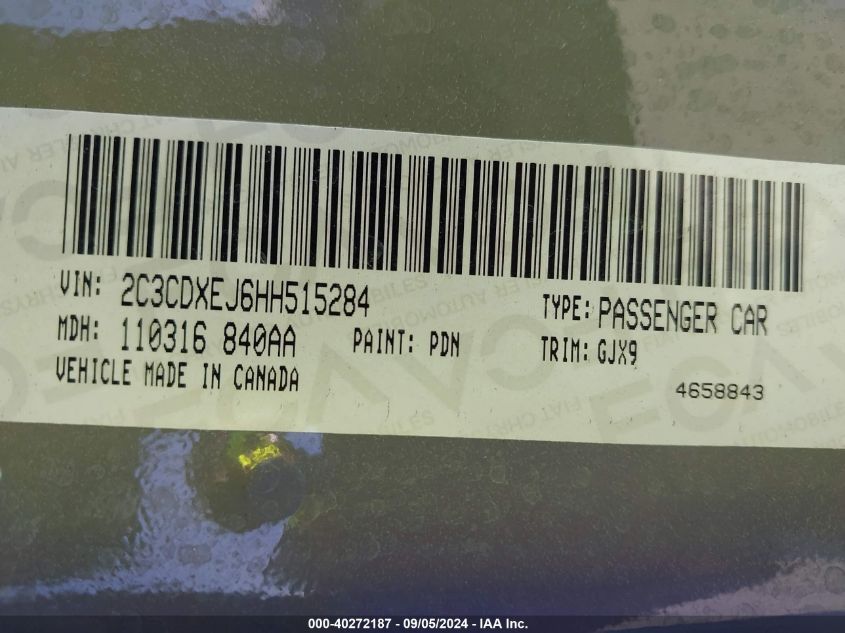 VIN: 2C3CDXEJ6HH515284 TYPE: PASSENGER CAR
MDH: 110316 840AA PAINT: PDN TRIM: GJX9
VEHICLE MADE IN CANADA 4658843
000-40272187 - 09/05/2024 - IAA Inc.